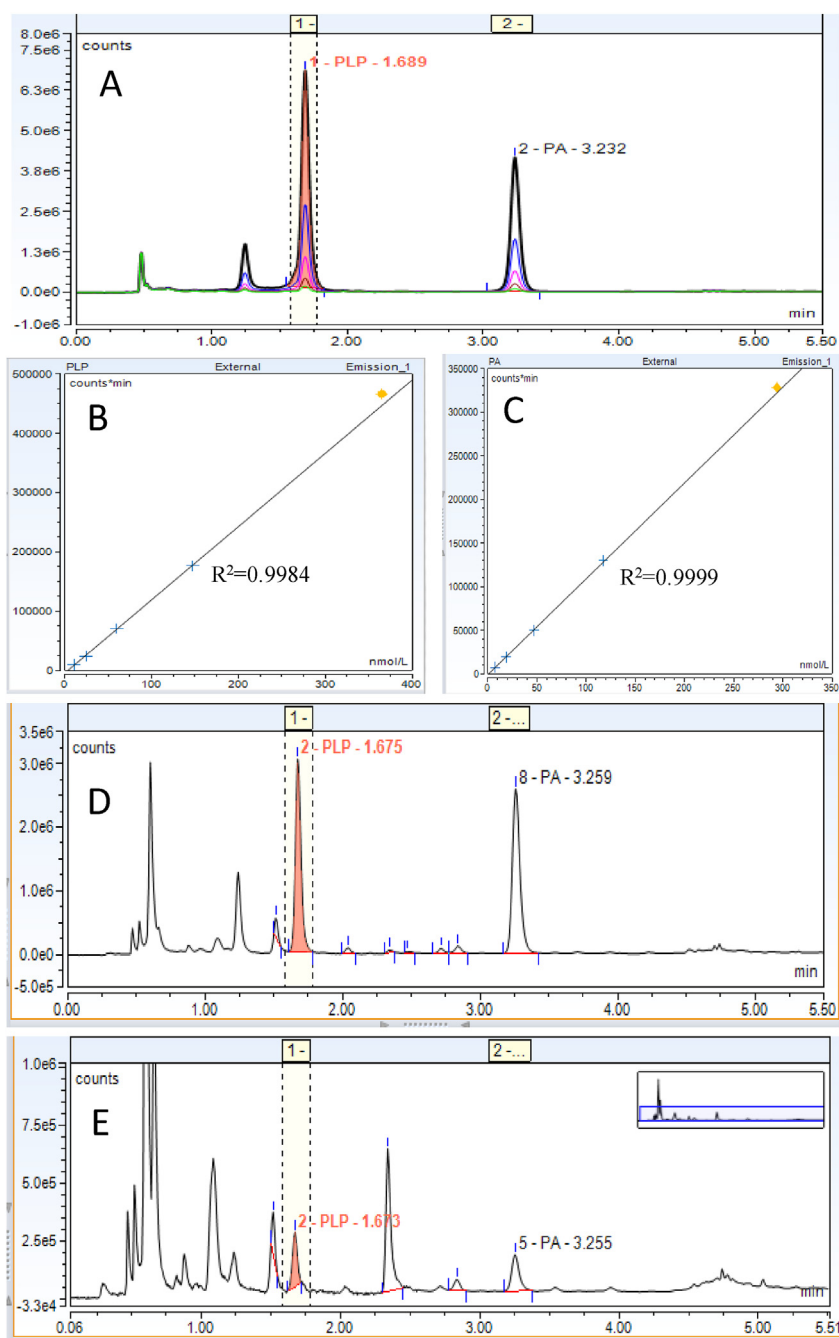 1 -
2 -
8.0e6
counts
7.5e6
A
1 - PLP - 1.689
6.3e6
5.0e6
2 - PA - 3.232
3.8e6
2.5e6
1.3e6
0.0e0
-1.0e6
min
0.00
1.00
2.00
3.00
4.00
5.50
PLP
External
Emission_1
500000
counts*min
B
400000
300000
200000
R²=0.9984
100000
0
nmol/L
0
100
200
300
400
PA
External
Emission_1
350000
counts*min
C
300000
250000
200000
150000
R²=0.9999
100000
50000
0
nmol/L
0
50
100
150
200
250
300
350
1 -
2 -...
3.5e6
counts
2 - PLP - 1.675
3.0e6
D
8 - PA - 3.259
2.0e6
1.0e6
0.0e0
-5.0e5
min
0.00
1.00
2.00
3.00
4.00
5.50
1 -
2 -...
1.0e6
counts
7.5e5
E
5.0e5
2 - PLP - 1.673
5 - PA - 3.255
2.5e5
-3.3e4
min
0.06
1.00
2.00
3.00
4.00
5.00
5.51